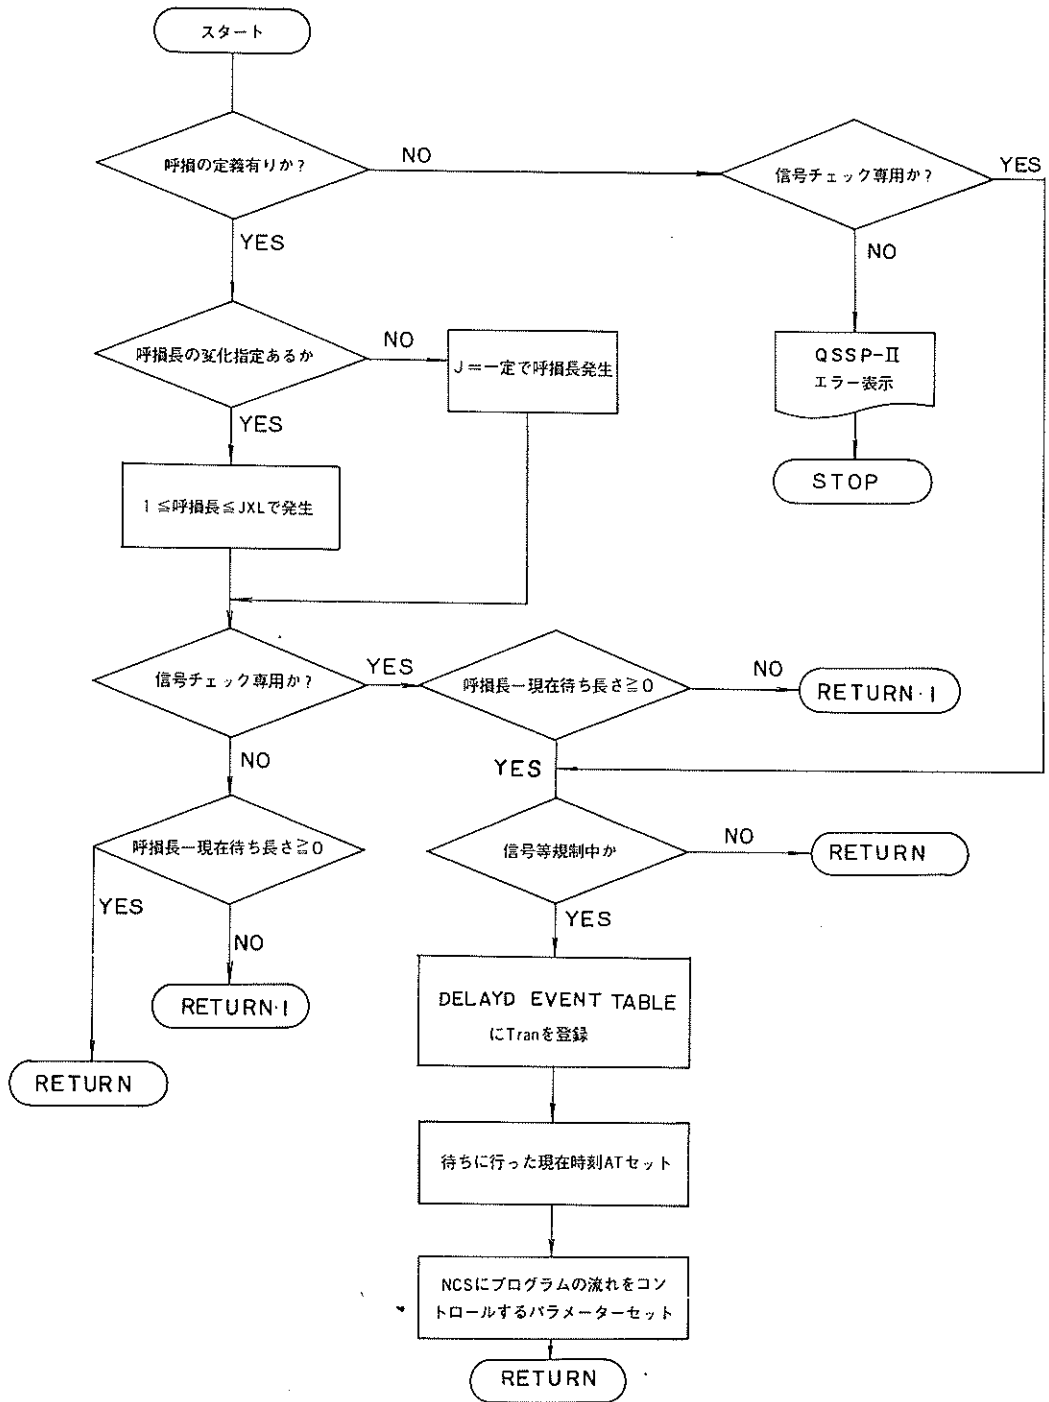 スタート
呼損の定義有りか?
NO
信号チェック専用か?
YES
YES
NO
呼損長の変化指定あるか
NO
J=一定で呼損長発生
QSSP-Ⅱ
エラー表示
YES
STOP
1≦呼損長≦JXLで発生
信号チェック専用か?
YES
呼損長−現在待ち長さ≧0
NO
RETURN・1
NO
YES
呼損長−現在待ち長さ≧0
信号等規制中か
NO
RETURN
YES
NO
YES
RETURN・1
DELAYD EVENT TABLE
にTranを登録
RETURN
待ちに行った現在時刻ATセット
NCSにプログラムの流れをコン
トロールするパラメーターセット
RETURN